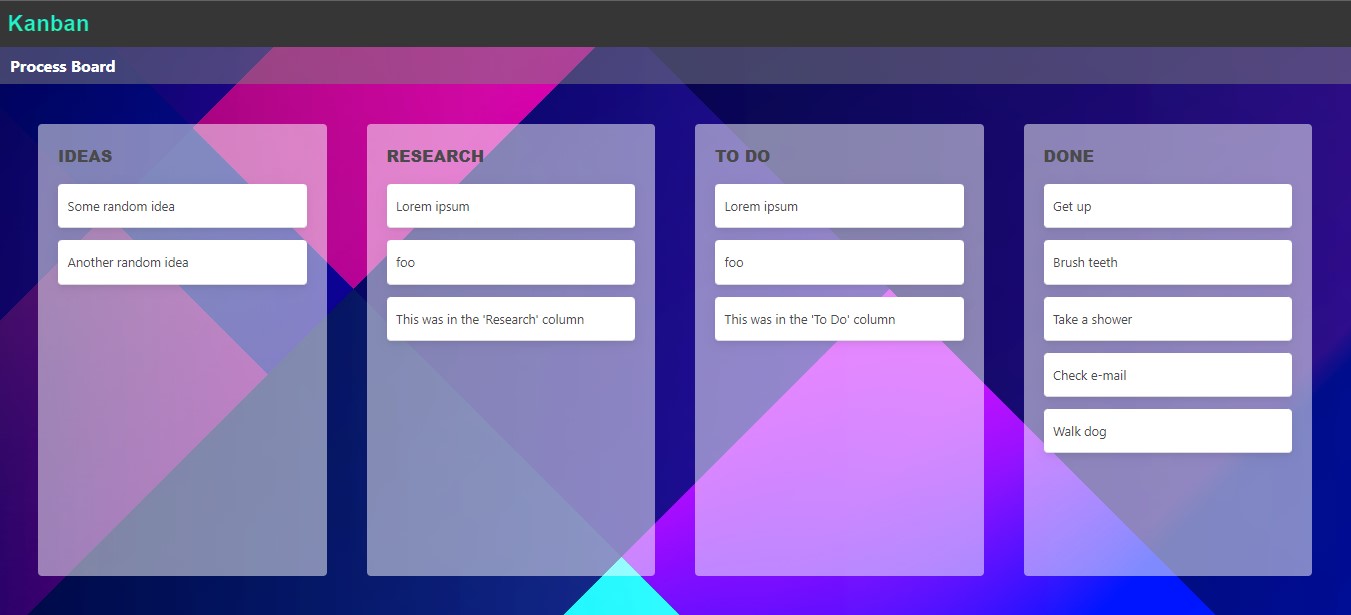 Kanban
Process Board
IDEAS
Some random idea
Another random idea
RESEARCH
Lorem ipsum
foo
This was in the 'Research' column
TO DO
Lorem ipsum
foo
This was in the 'To Do' column
DONE
Get up
Brush teeth
Take a shower
Check e-mail
Walk dog